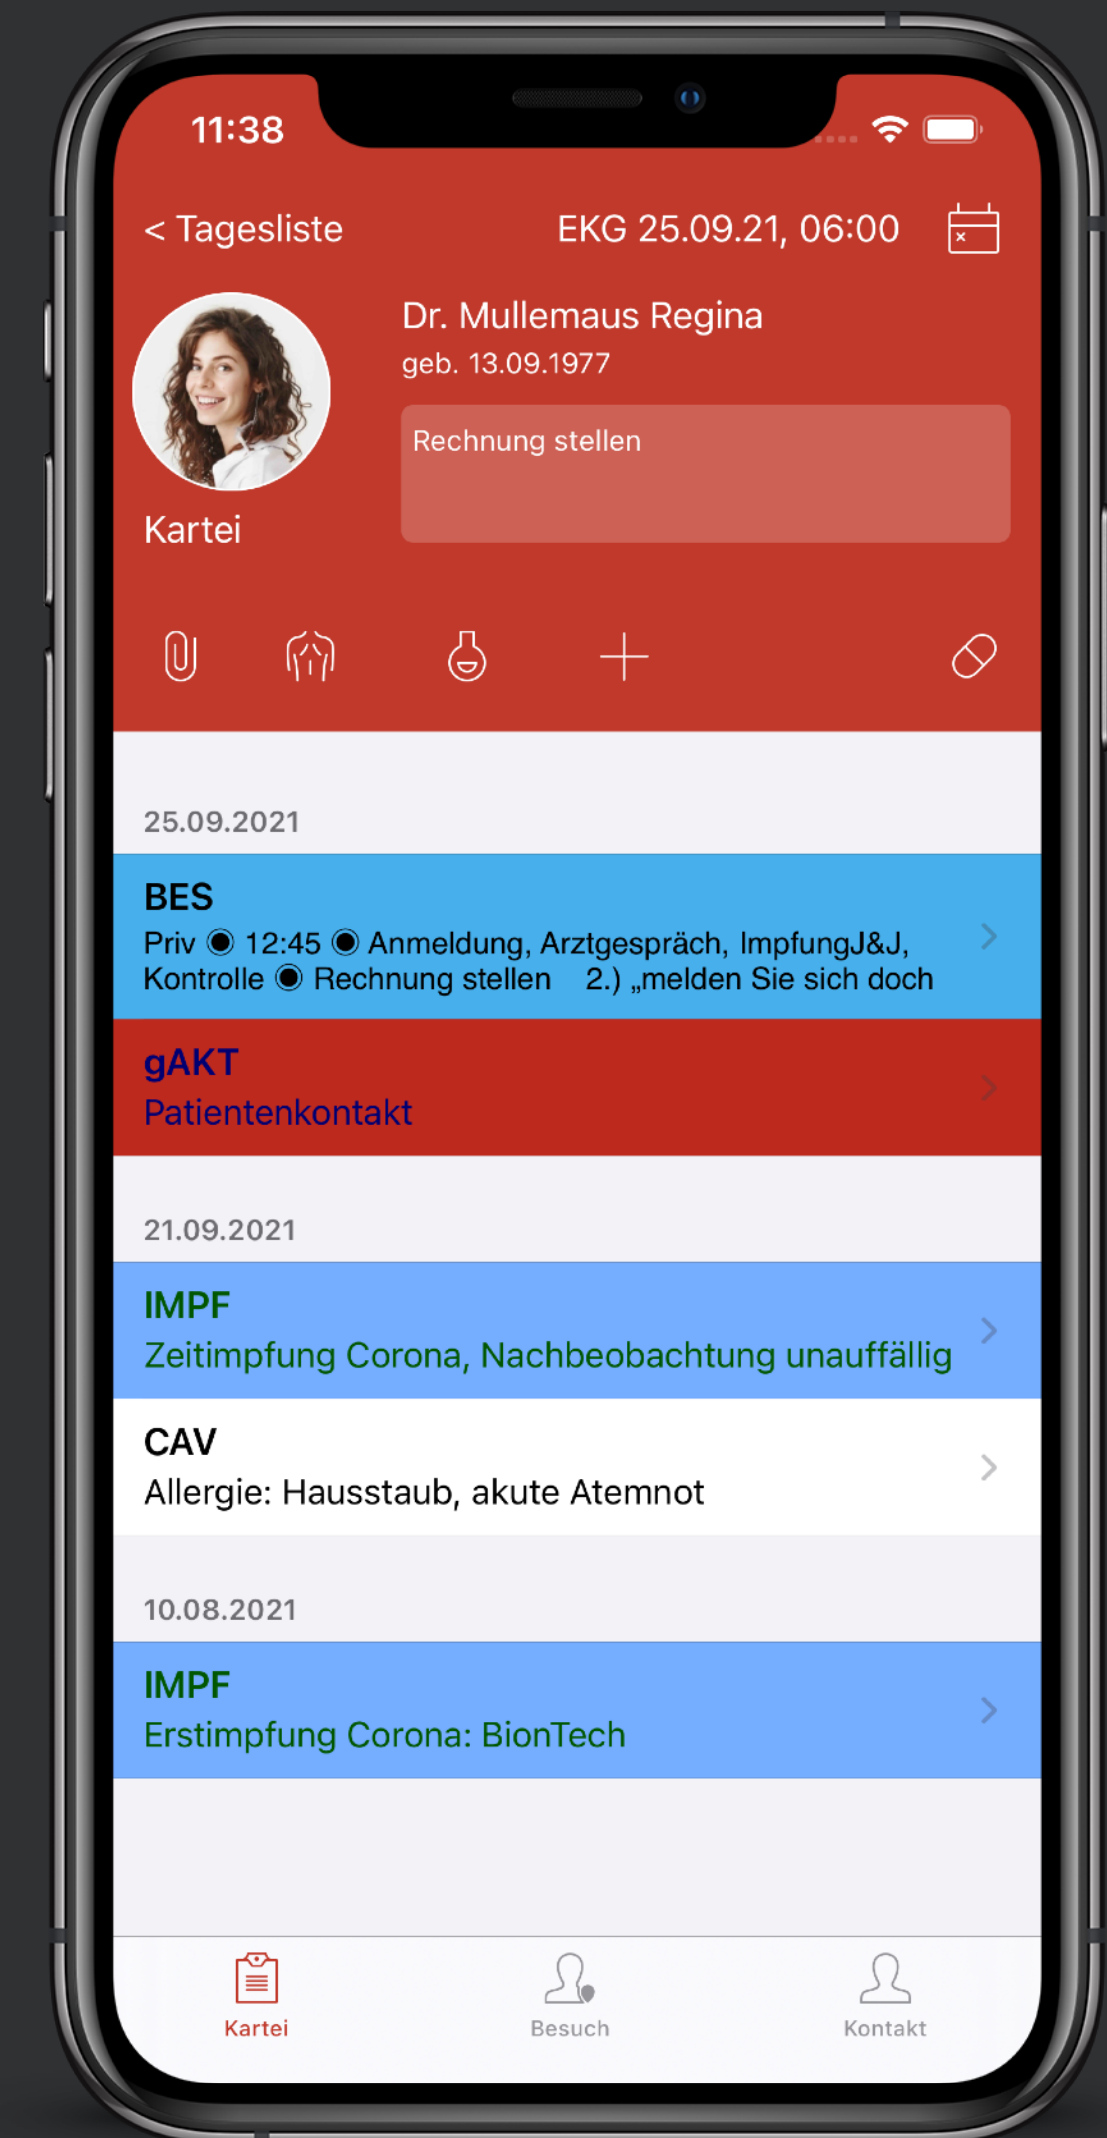 11:38
< Tagesliste
EKG 25.09.21, 06:00
Dr. Mullemaus Regina
geb. 13.09.1977
Rechnung stellen
Kartei
25.09.2021
BES
Priv ◉ 12:45 ◉ Anmeldung, Arztgespräch, ImpfungJ&J,
Kontrolle ◉ Rechnung stellen 2.) „melden Sie sich doch
gAKT
Patientenkontakt
21.09.2021
IMPF
Zeitimpfung Corona, Nachbeobachtung unauffällig
CAV
Allergie: Hausstaub, akute Atemnot
10.08.2021
IMPF
Erstimpfung Corona: BionTech
Kartei
Besuch
Kontakt